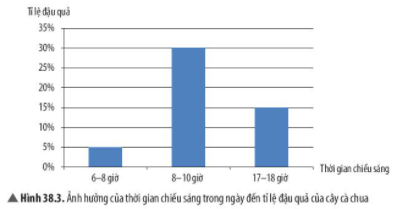 Tỉ lệ đậu quả
35%
30%
25%
20%
15%
10%
5%
0%
6–8 giờ
8–10 giờ
17–18 giờ
Thời gian chiếu sáng
▲ Hình 38.3. Ảnh hưởng của thời gian chiếu sáng trong ngày đến tỉ lệ đậu quả của cây cà chua